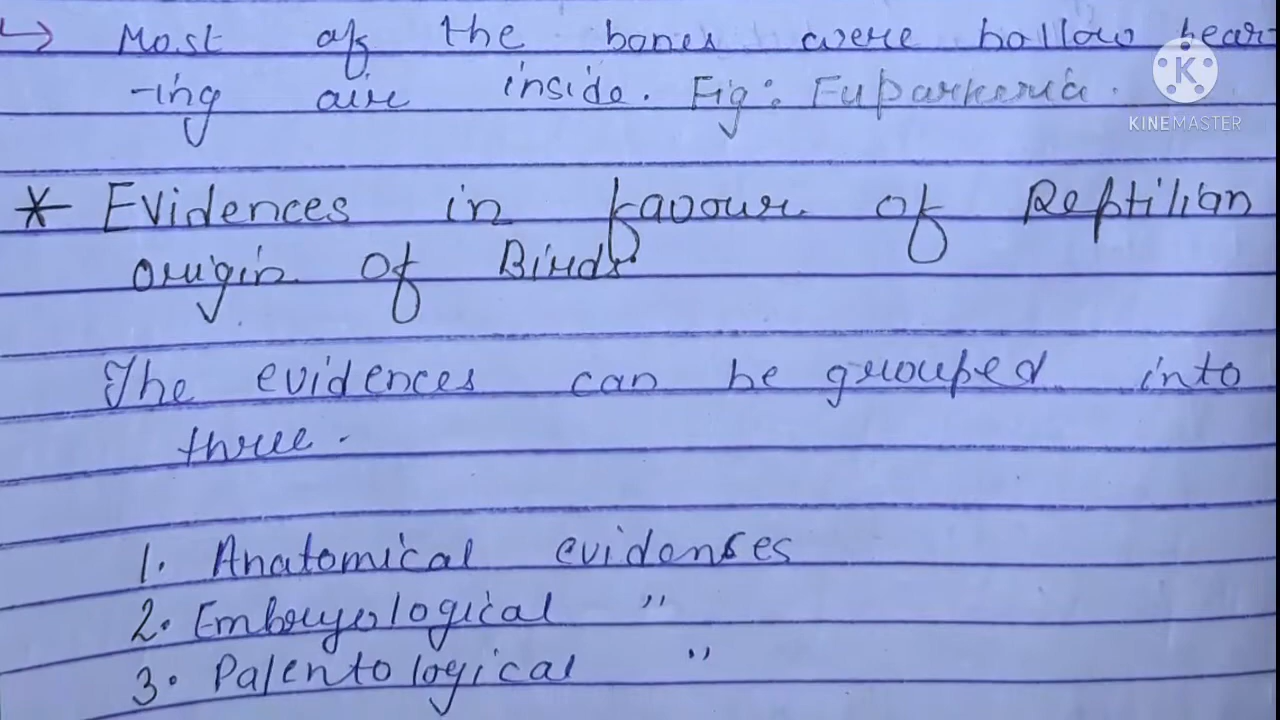 → Most of the bones were hollow bear-
-ing air inside. Fig: Euparkeria.
* Evidences in favour of Reptilian
origin of Birds
The evidences can be grouped into
three.
1. Anatomical evidenses
2. Embryological "
3. Palentological "
K
KINEMASTER